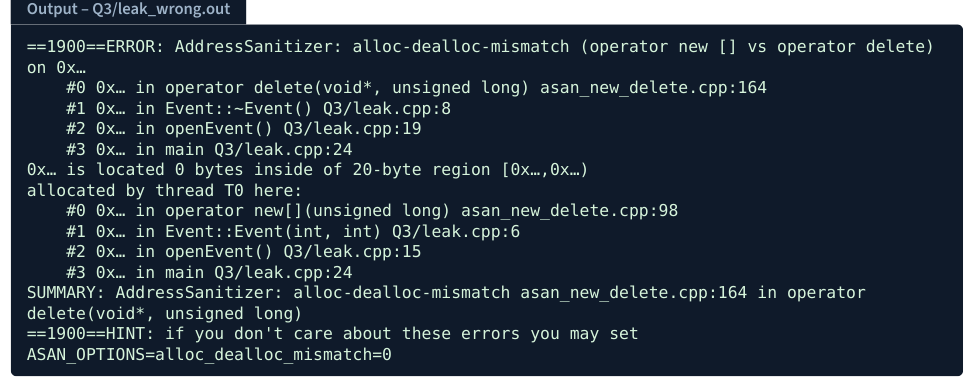 Output – Q3/leak_wrong.out
==1900==ERROR: AddressSanitizer: alloc-dealloc-mismatch (operator new [] vs operator delete)
on 0x…
    #0 0x… in operator delete(void*, unsigned long) asan_new_delete.cpp:164
    #1 0x… in Event::~Event() Q3/leak.cpp:8
    #2 0x… in openEvent() Q3/leak.cpp:19
    #3 0x… in main Q3/leak.cpp:24
0x… is located 0 bytes inside of 20-byte region [0x…,0x…)
allocated by thread T0 here:
    #0 0x… in operator new[](unsigned long) asan_new_delete.cpp:98
    #1 0x… in Event::Event(int, int) Q3/leak.cpp:6
    #2 0x… in openEvent() Q3/leak.cpp:15
    #3 0x… in main Q3/leak.cpp:24
SUMMARY: AddressSanitizer: alloc-dealloc-mismatch asan_new_delete.cpp:164 in operator
delete(void*, unsigned long)
==1900==HINT: if you don't care about these errors you may set
ASAN_OPTIONS=alloc_dealloc_mismatch=0